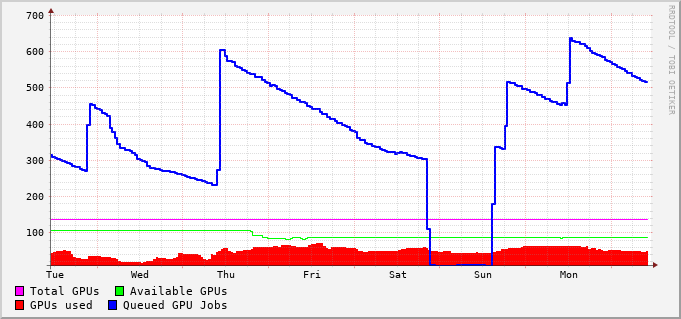 700
600
500
400
300
200
100
Tue Wed Thu Fri Sat Sun Mon
Total GPUs Available GPUs
GPUs used Queued GPU Jobs
RRDTOOL / TOBI OETIKER